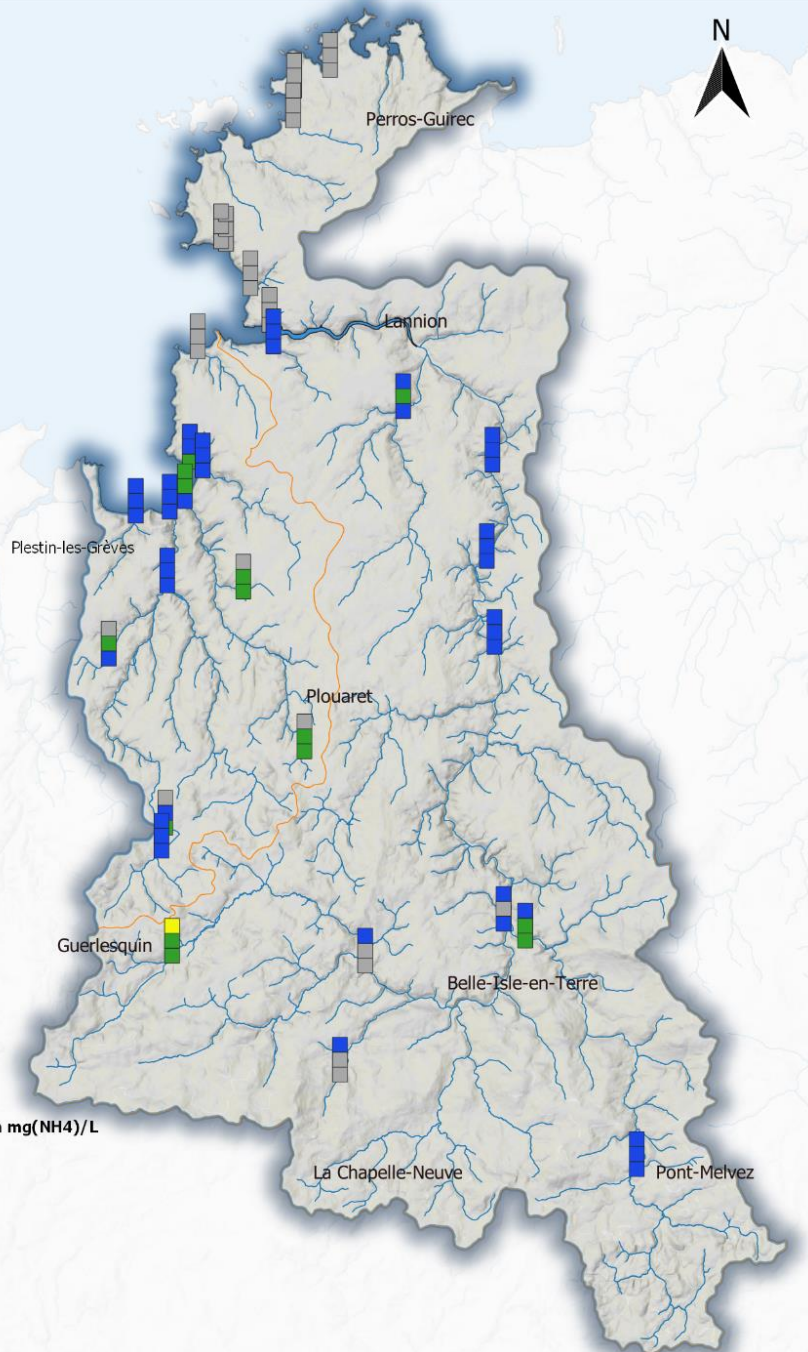 N
Perros-Guirec
Lannion
Plestin-les-Grèves
Plouaret
Guerlesquin
Belle-Isle-en-Terre
mg(NH4)/L
La Chapelle-Neuve
Pont-Melvez